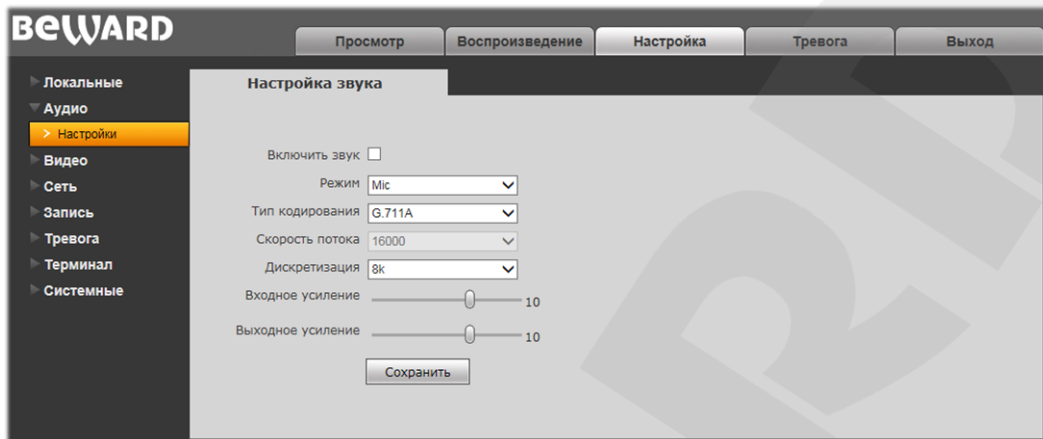 BEWARD
Просмотр
Воспроизведение
Настройка
Тревога
Выход
Локальные
Аудио
Настройки
Видео
Сеть
Запись
Тревога
Терминал
Системные
Настройка звука
Включить звук
Режим Mic
Тип кодирования G.711A
Скорость потока 16000
Дискретизация 8k
Входное усиление 10
Выходное усиление 10
Сохранить